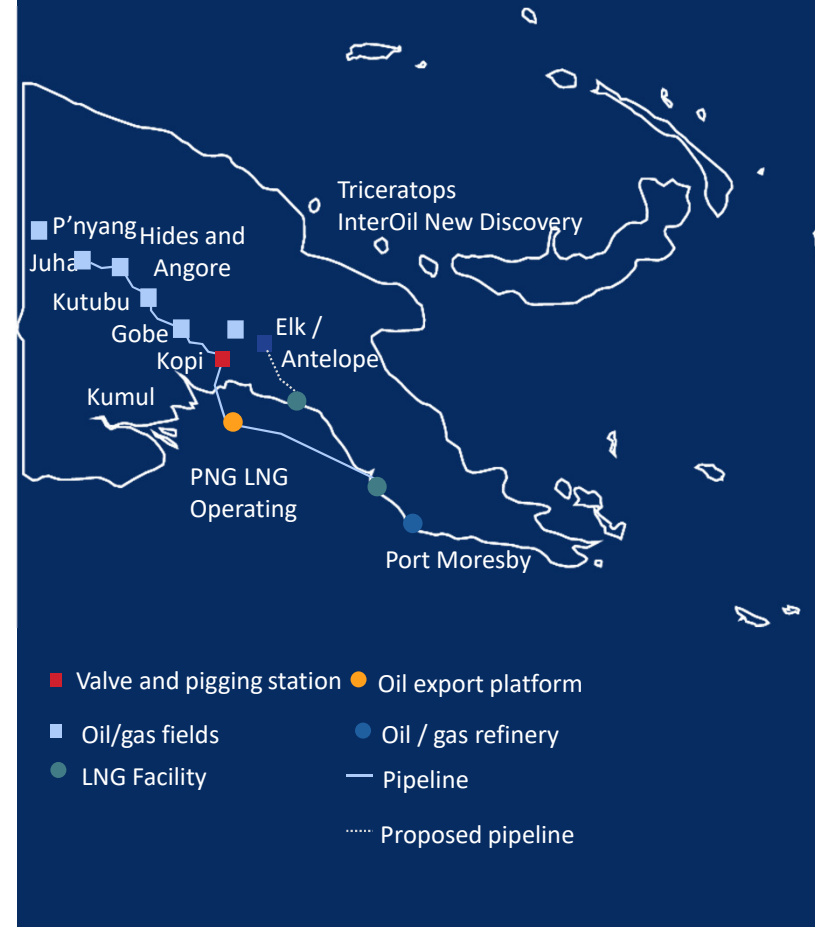 Triceratops
InterOil New Discovery
P’nyang
Hides and
Angore
Juha
Kutubu
Gobe
Elk /
Antelope
Kopi
Kumul
PNG LNG
Operating
Port Moresby
Valve and pigging station
Oil export platform
Oil/gas fields
Oil / gas refinery
LNG Facility
Pipeline
Proposed pipeline